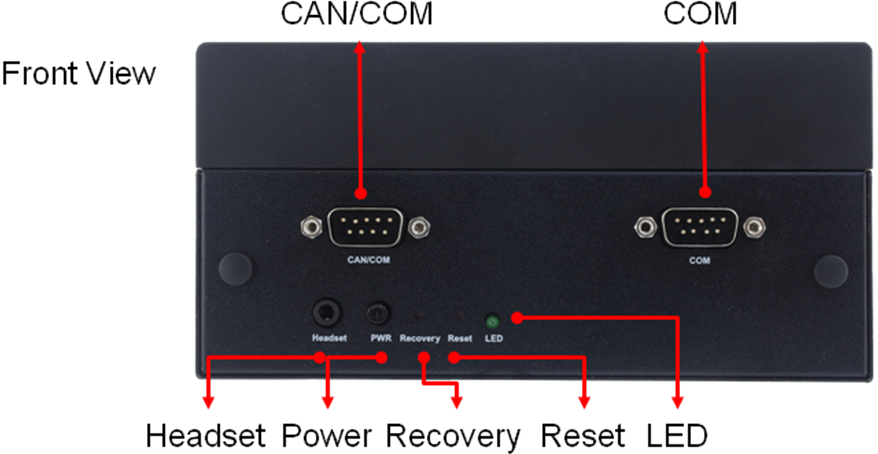 CAN/COM COM
Front View
CAN/COM COM
Headset PWR Recovery Reset LED
Headset Power Recovery Reset LED